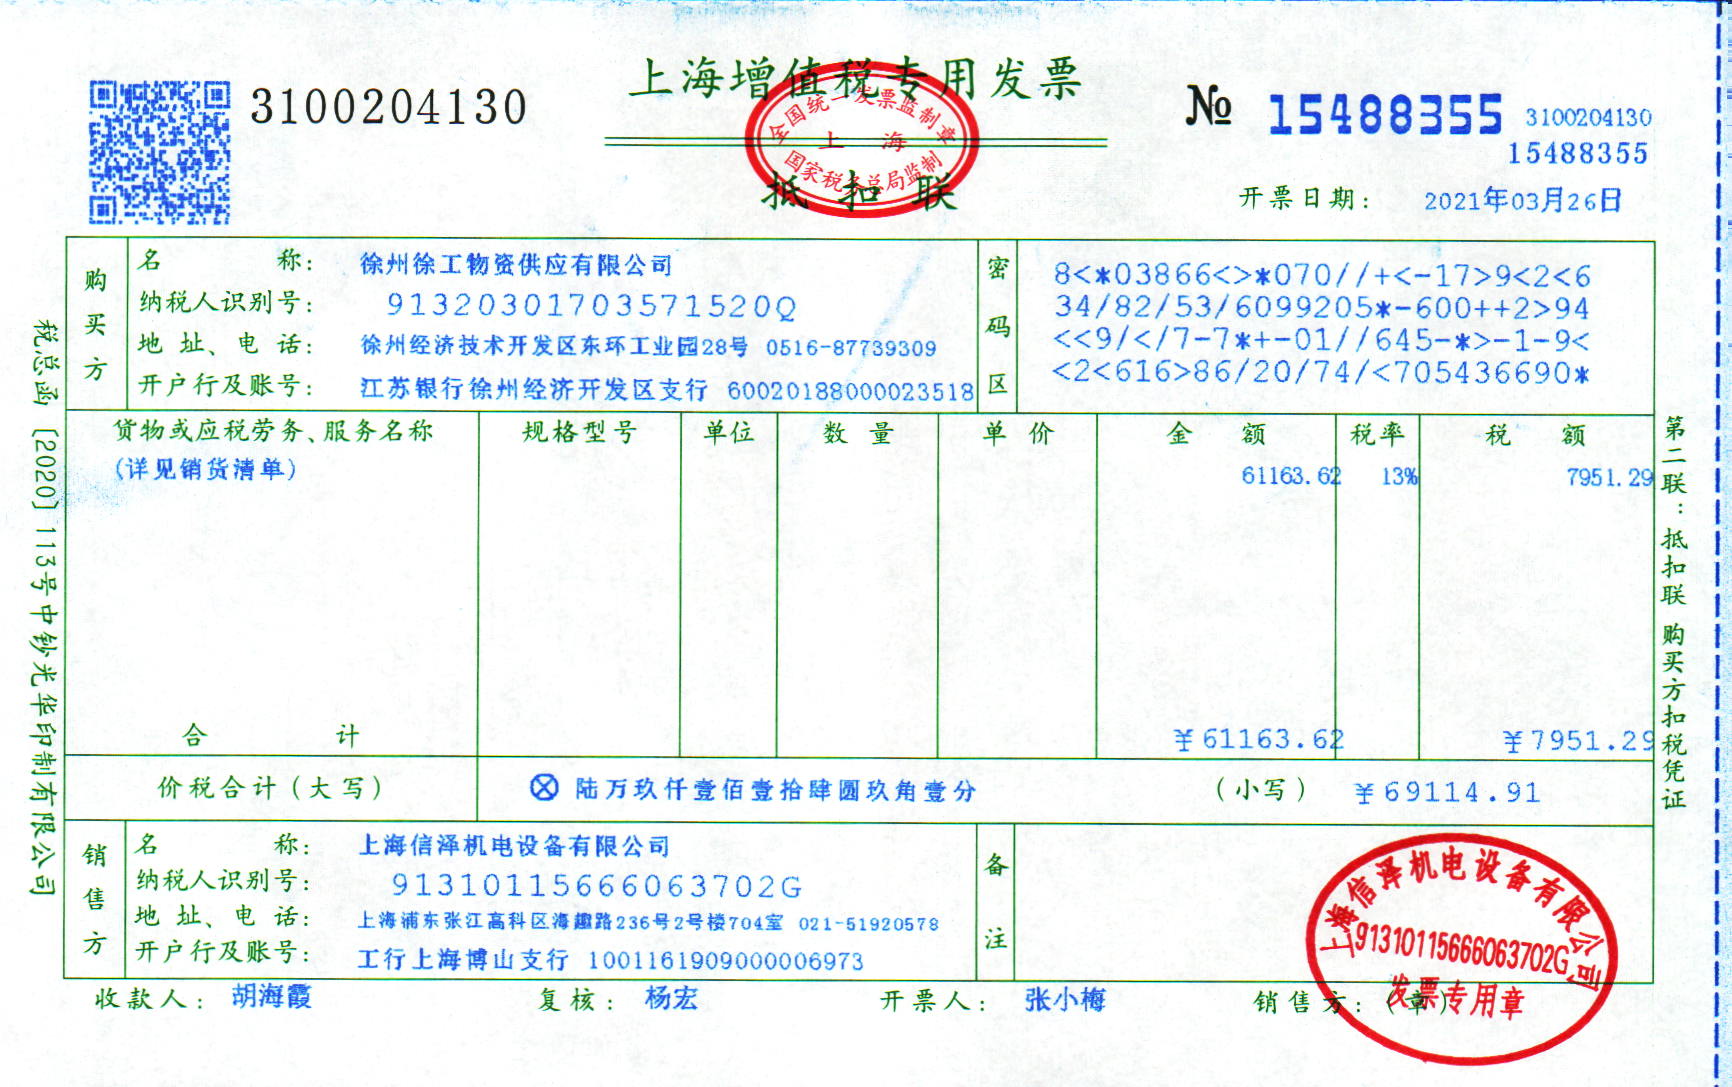 3100204130
上海增值税专用发票
全国统一发票监制章
上海
国家税务总局监制
抵扣联
№ 15488355
3100204130
15488355
开票日期: 2021年03月26日
购买方
名称: 徐州徐工物资供应有限公司
纳税人识别号: 91320301703571520Q
地址、电话: 徐州经济技术开发区东环工业园28号 0516-87739309
开户行及账号: 江苏银行徐州经济开发区支行 60020188000023518
密码区
8<*03866<>*070//+<-17>9<2<6
34/82/53/6099205*-600++2>94
<<9/</7-7*+-01//645-*>-1-9<
<2<616>86/20/74/<705436690*
货物或应税劳务、服务名称 规格型号 单位 数量 单价 金额 税率 税额
(详见销货清单) 61163.62 13% 7951.29
合计 ¥61163.62 ¥7951.29
价税合计(大写) ⊗陆万玖仟壹佰壹拾肆圆玖角壹分 (小写) ¥69114.91
销售方
名称: 上海信泽机电设备有限公司
纳税人识别号: 91310115666063702G
地址、电话: 上海浦东张江高科区海趣路236号2号楼704室 021-51920578
开户行及账号: 工行上海博山支行 1001161909000006973
备注
上海信泽机电设备有限公司
91310115666063702G
发票专用章
收款人: 胡海霞 复核: 杨宏 开票人: 张小梅 销售方:(章)
税总函〔2020〕113号中钞光华印制有限公司
第二联:抵扣联 购买方扣税凭证